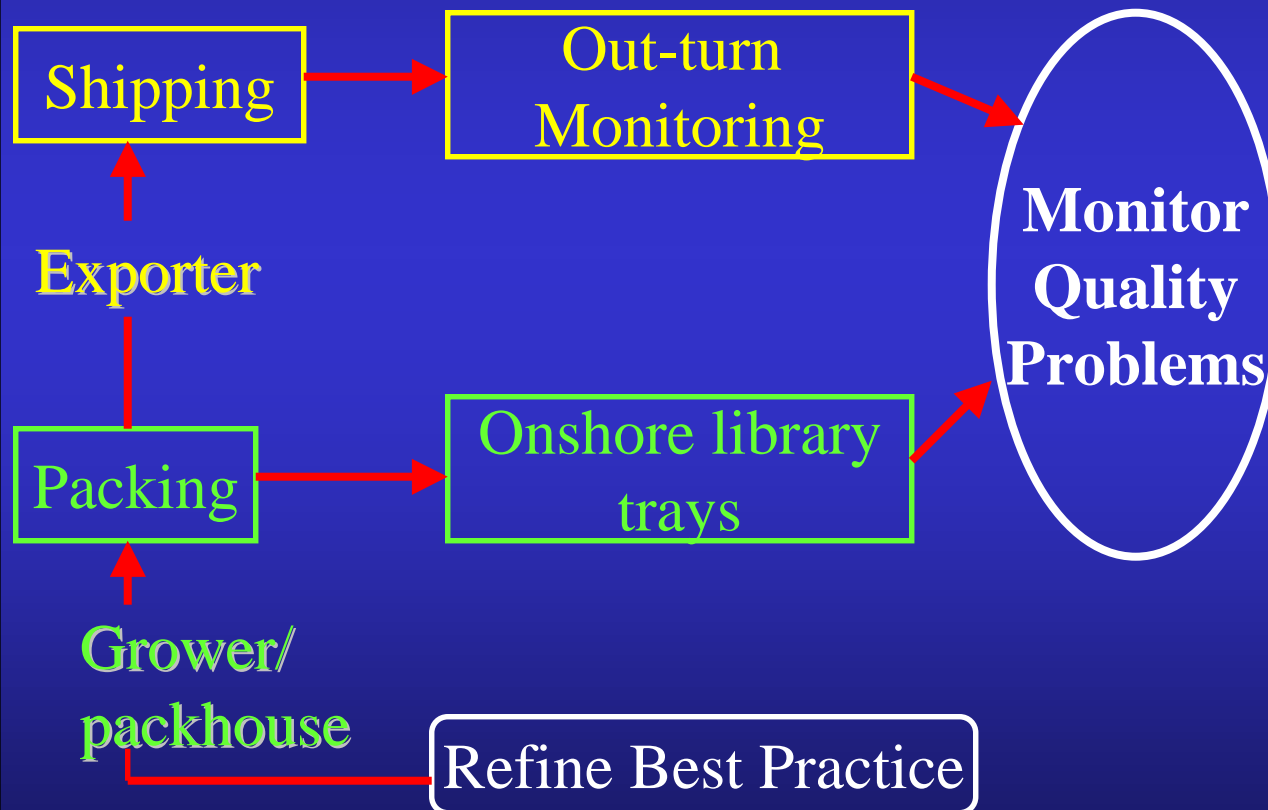 Shipping
Out-turn
Monitoring
Monitor
Quality
Problems
Exporter
Packing
Onshore library
trays
Grower/
packhouse
Refine Best Practice